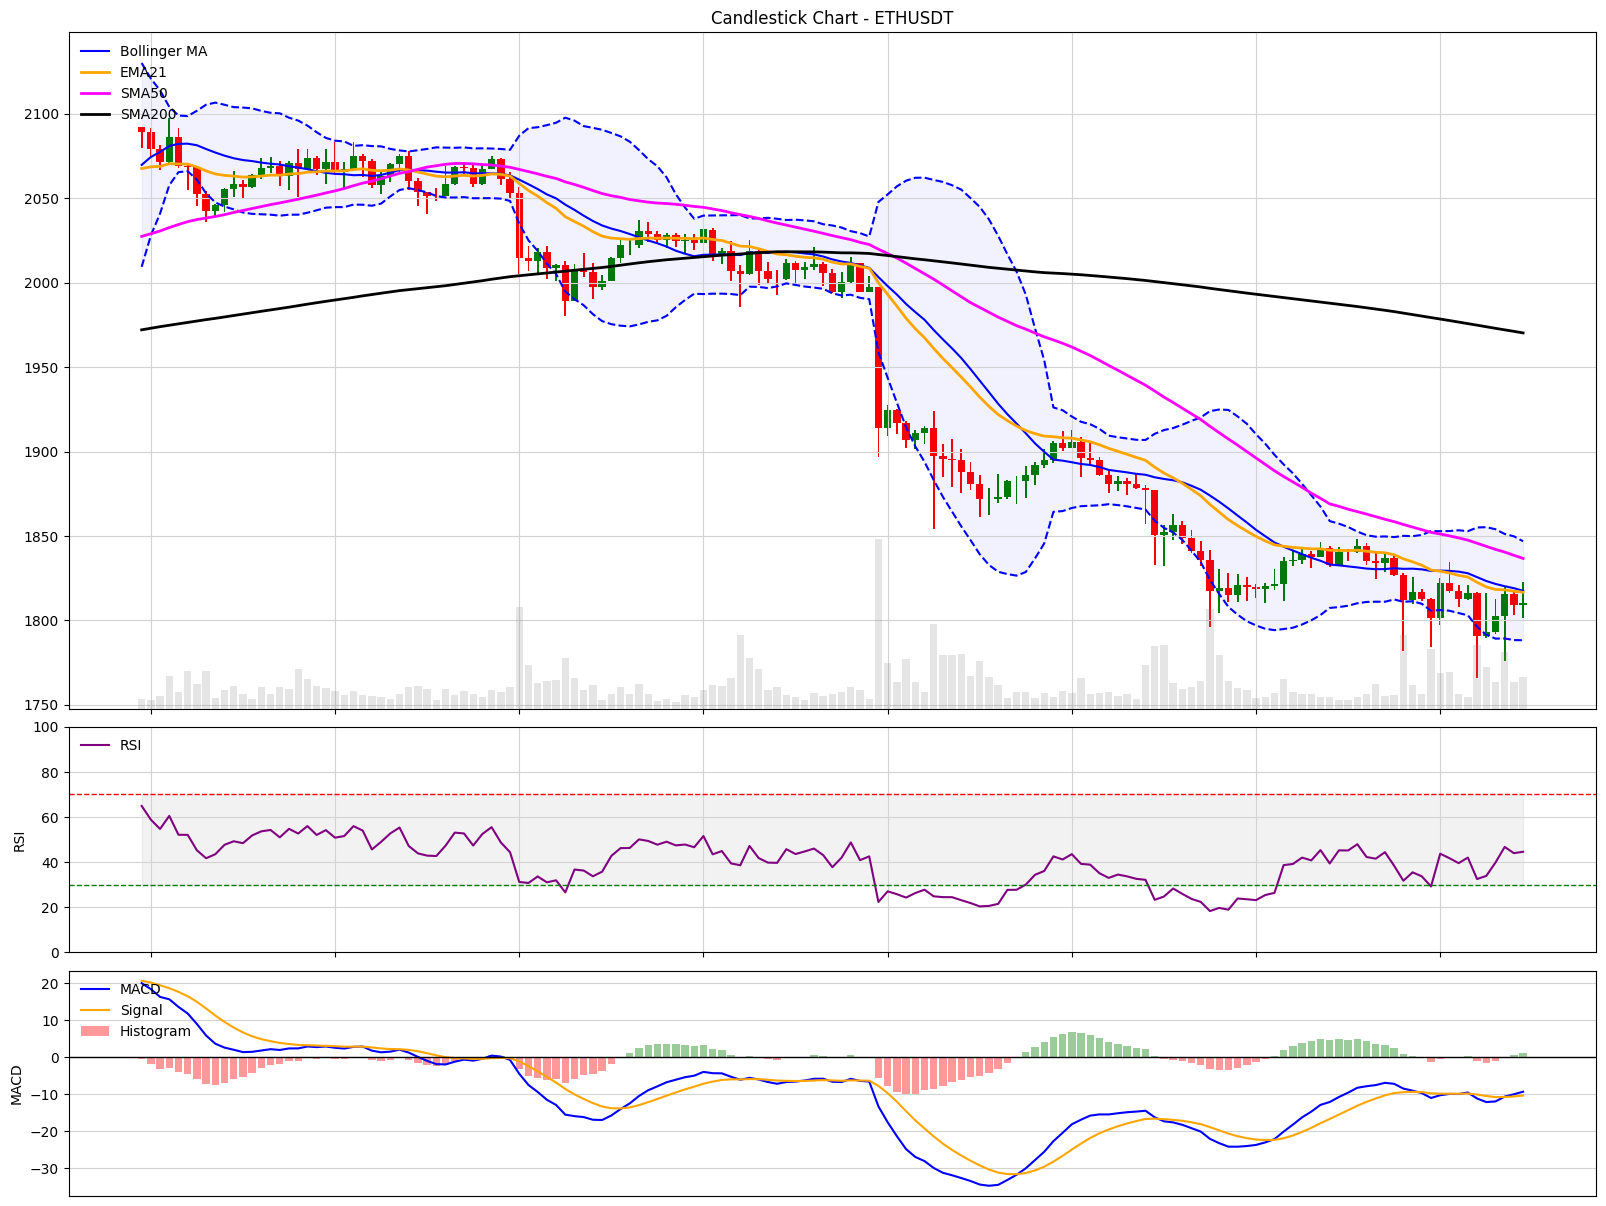 Candlestick Chart - ETHUSDT
Bollinger MA
EMA21
SMA50
SMA200
2100
2050
2000
1950
1900
1850
1800
1750
100
80
60
40
20
0
RSI
RSI
20
10
0
−10
−20
−30
MACD
MACD
Signal
Histogram